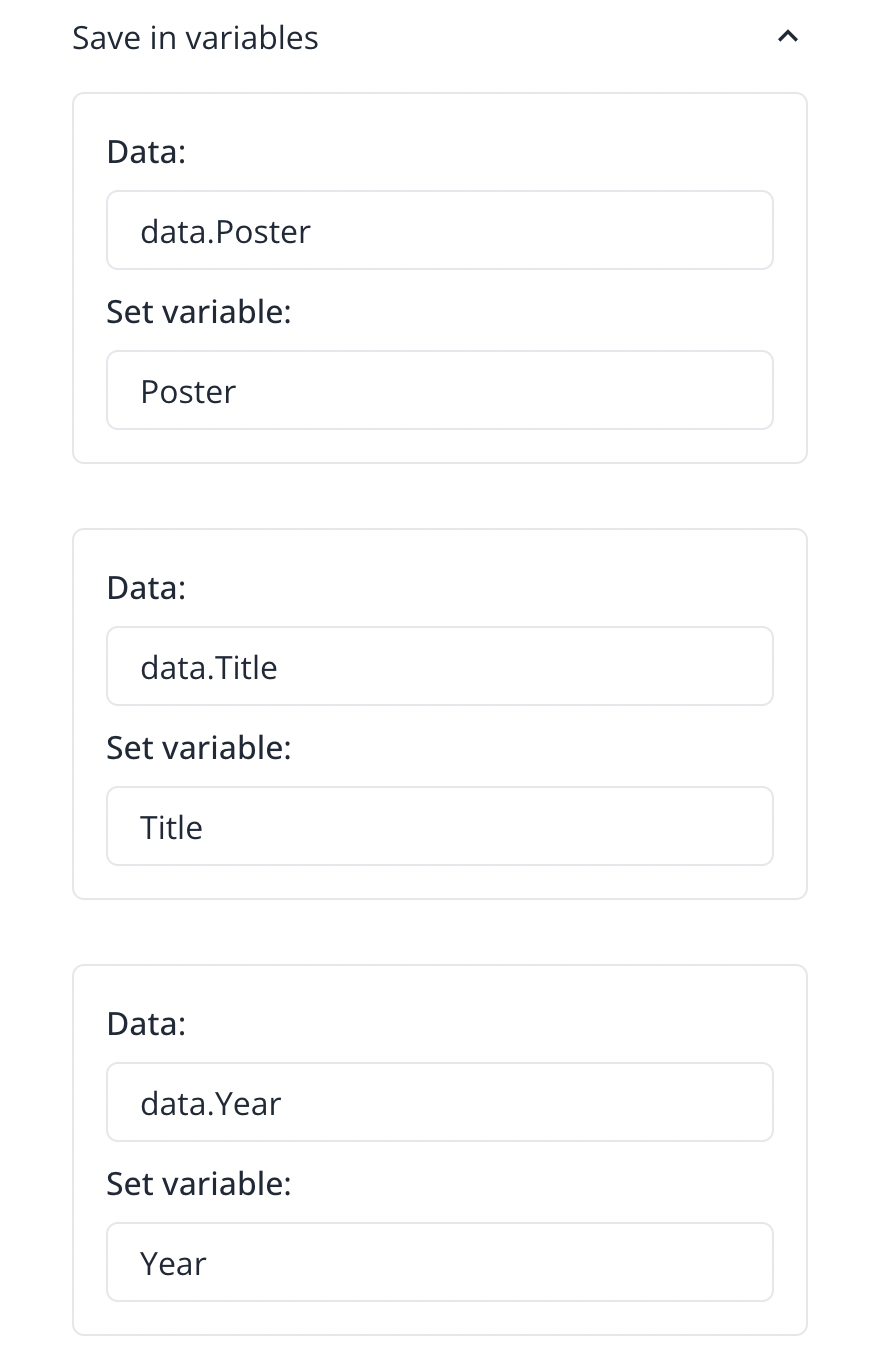 Save in variables
Data:
data.Poster
Set variable:
Poster
Data:
data.Title
Set variable:
Title
Data:
data.Year
Set variable:
Year